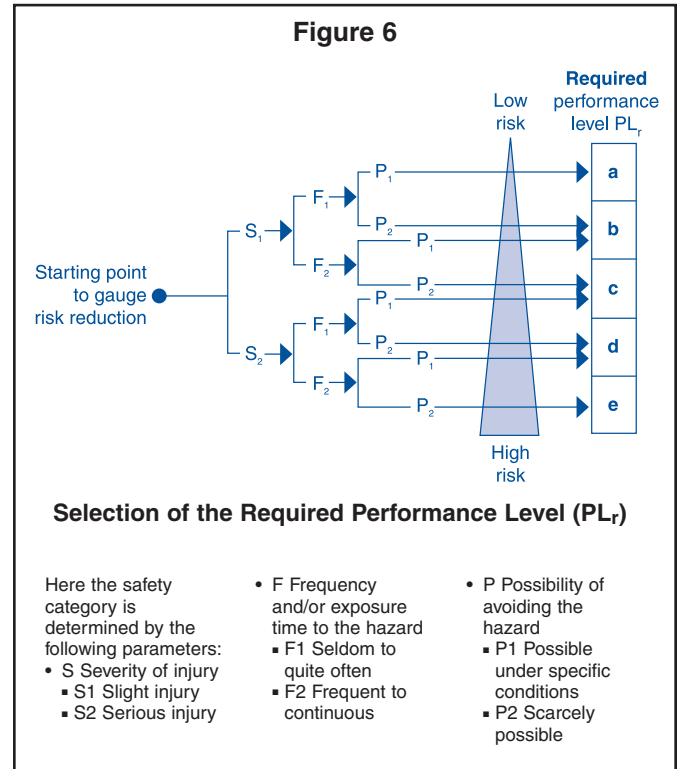 Figure 6
Required
performance
level PLr
Low
risk
P1
a
F1
P2
b
S1
P1
F2
P2
c
Starting point
to gauge
risk reduction
P1
F1
P2
d
S2
P1
F2
P2
e
High
risk
Selection of the Required Performance Level (PLr)
Here the safety
category is
determined by the
following parameters:
• S Severity of injury
▪ S1 Slight injury
▪ S2 Serious injury
• F Frequency
and/or exposure
time to the hazard
▪ F1 Seldom to
quite often
▪ F2 Frequent to
continuous
• P Possibility of
avoiding the
hazard
▪ P1 Possible
under specific
conditions
▪ P2 Scarcely
possible